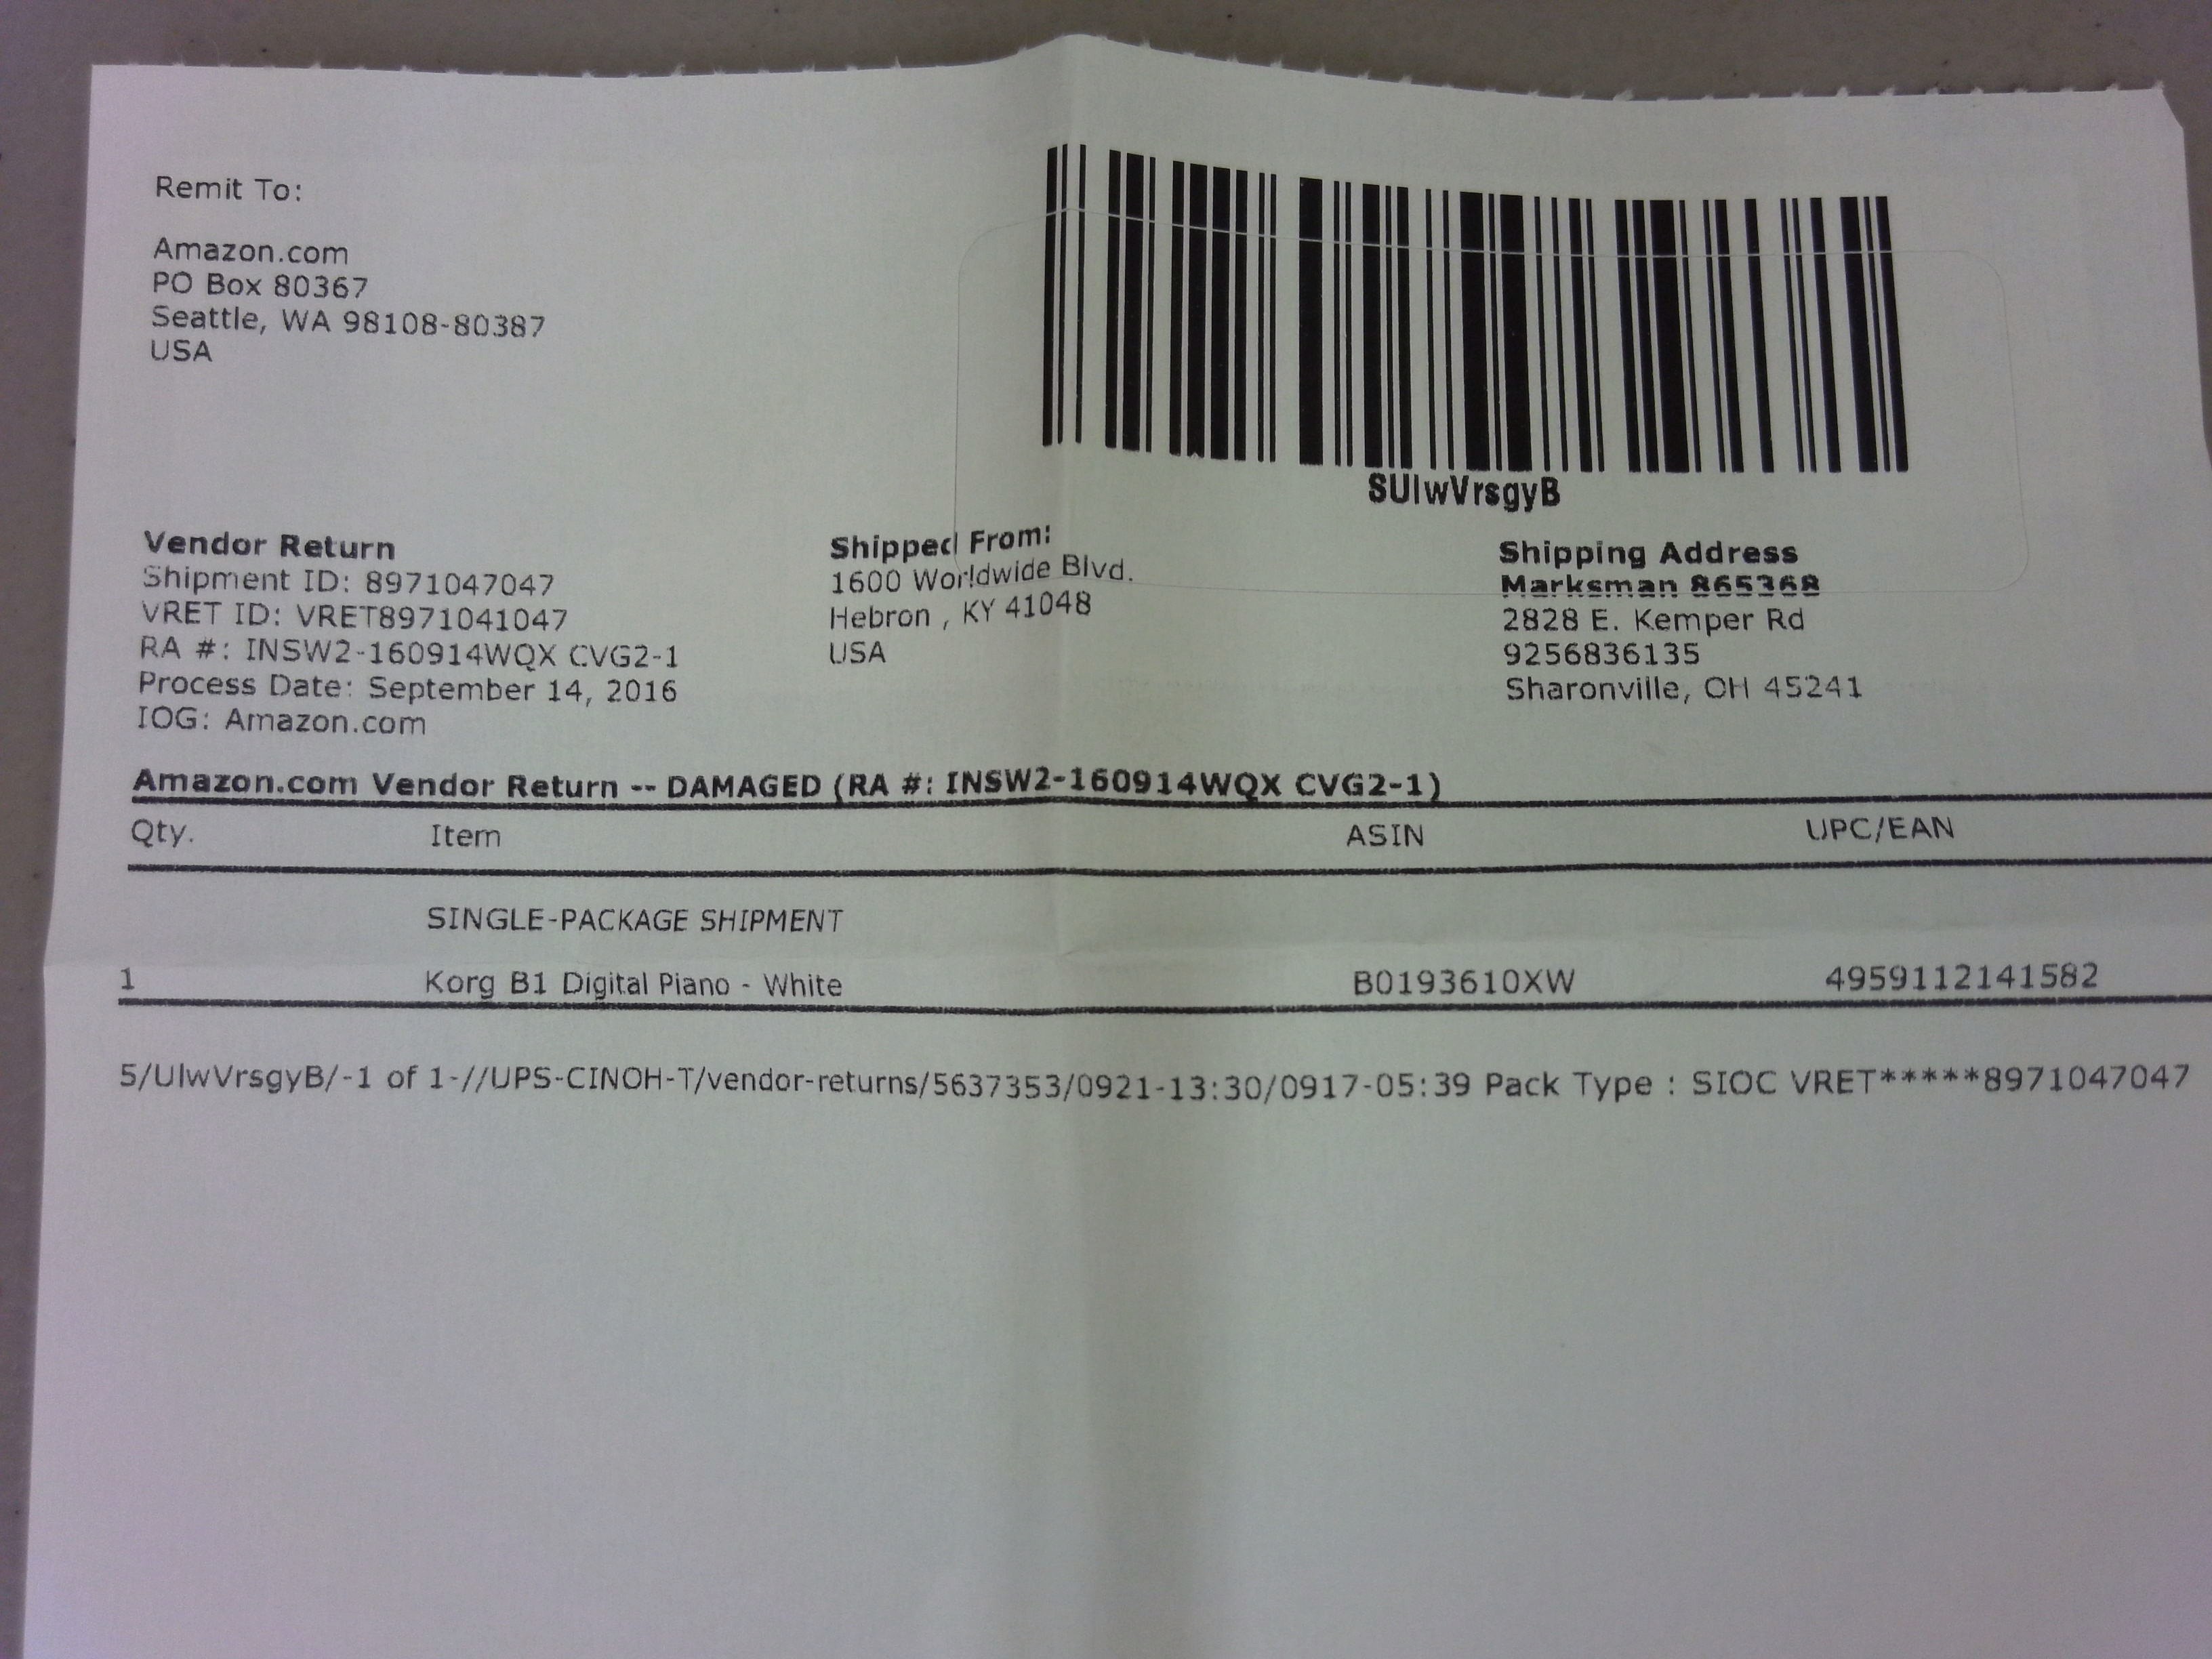 Remit To:
Amazon.com
PO Box 80367
Seattle, WA 98108-80387
USA
SUlwVrsgyB
Vendor Return
Shipment ID: 8971047047
VRET ID: VRET8971041047
RA #: INSW2-160914WQX CVG2-1
Process Date: September 14, 2016
IOG: Amazon.com
Shipped From:
1600 Worldwide Blvd.
Hebron , KY 41048
USA
Shipping Address
Marksman 865368
2828 E. Kemper Rd
9256836135
Sharonville, OH 45241
Amazon.com Vendor Return -- DAMAGED (RA #: INSW2-160914WQX CVG2-1)
Qty. Item ASIN UPC/EAN
SINGLE-PACKAGE SHIPMENT
1 Korg B1 Digital Piano - White B0193610XW 4959112141582
5/UlwVrsgyB/-1 of 1-//UPS-CINOH-T/vendor-returns/5637353/0921-13:30/0917-05:39 Pack Type : SIOC VRET*****8971047047